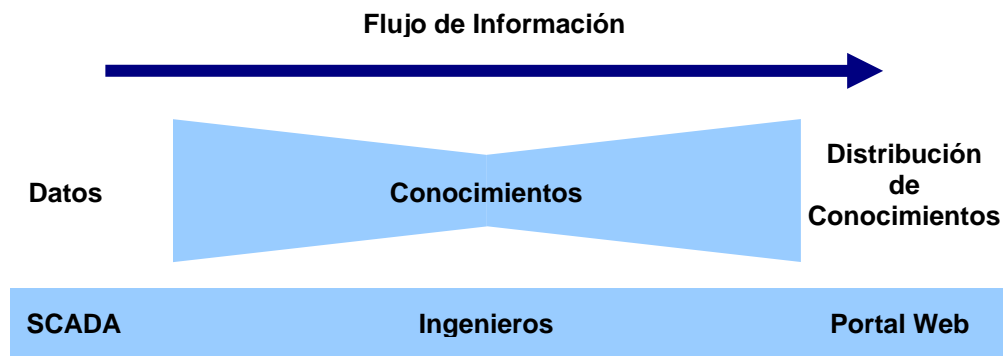 Flujo de Información
Datos
Conocimientos
Distribución
de
Conocimientos
SCADA
Ingenieros
Portal Web